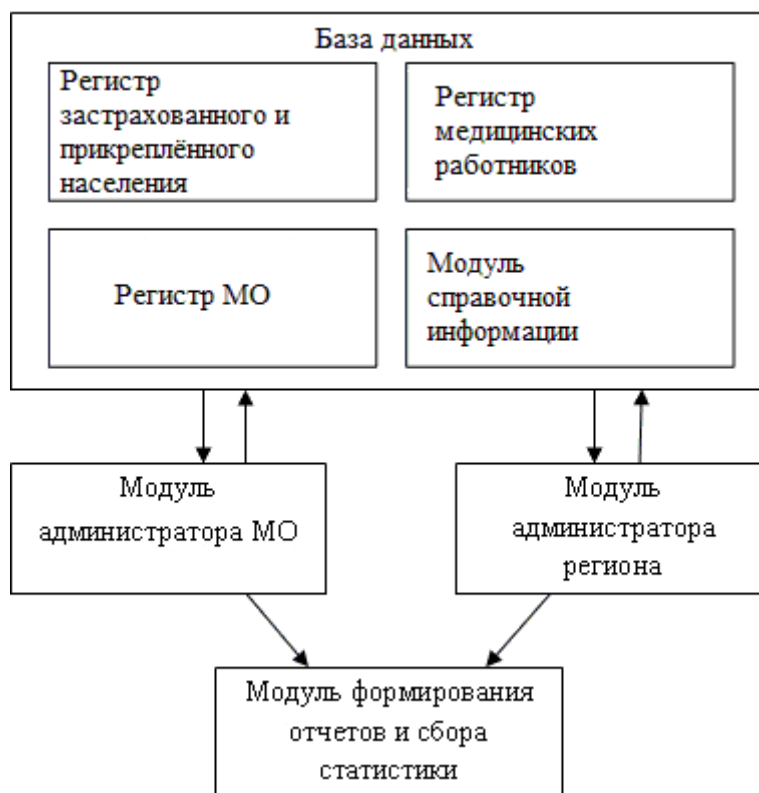 База данных
Регистр
застрахованного и
прикреплённого
населения
Регистр
медицинских
работников
Регистр МО
Модуль
справочной
информации
Модуль
администратора МО
Модуль
администратора
региона
Модуль формирования
отчетов и сбора
статистики